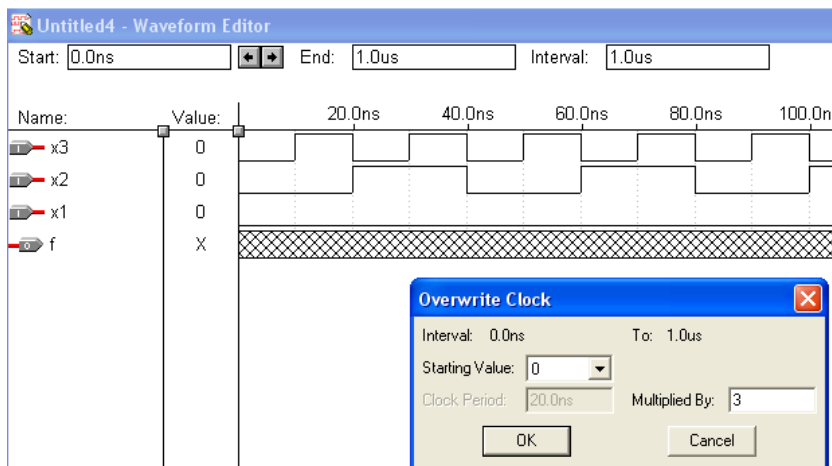 Untitled4 - Waveform Editor
Start: 0.0ns End: 1.0us Interval: 1.0us
Name: Value: 20.0ns 40.0ns 60.0ns 80.0ns 100.0n
x3 0
x2 0
x1 0
f X
Overwrite Clock
Interval: 0.0ns To: 1.0us
Starting Value: 0
Clock Period: 20.0ns Multiplied By: 3
OK Cancel